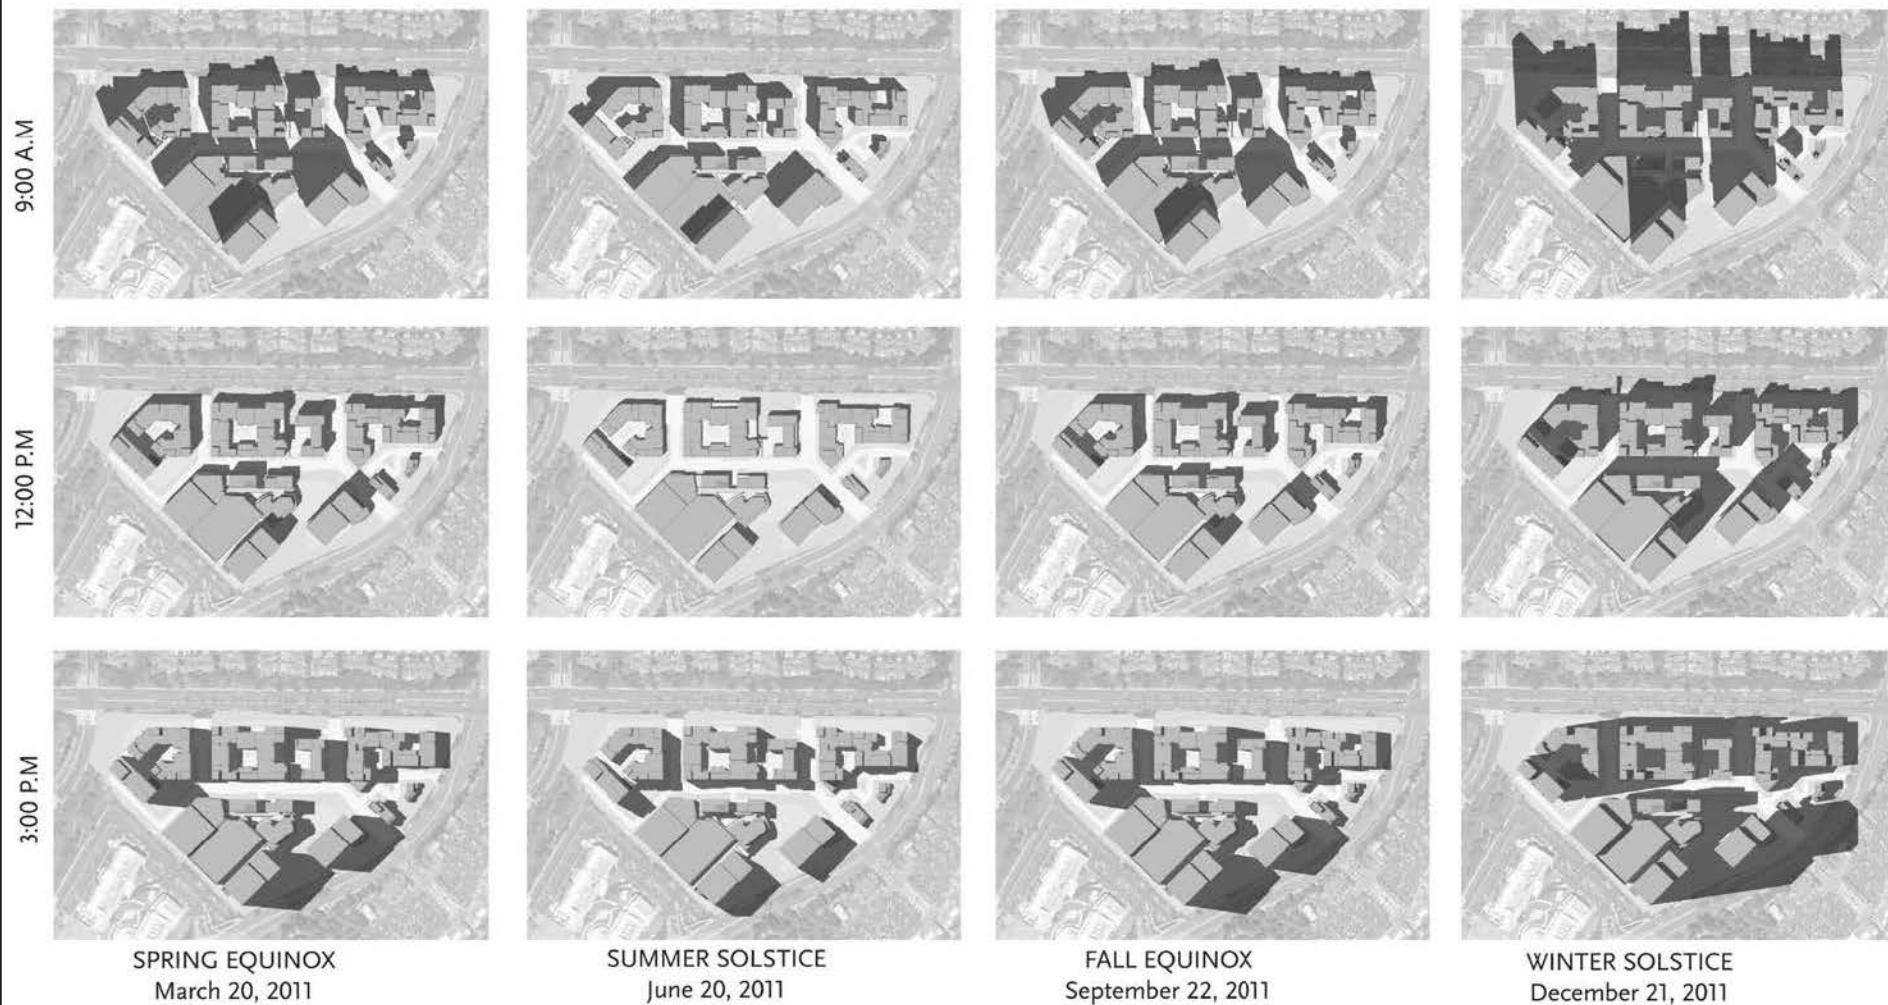 9:00 A.M
12:00 P.M
3:00 P.M
SPRING EQUINOX
March 20, 2011
SUMMER SOLSTICE
June 20, 2011
FALL EQUINOX
September 22, 2011
WINTER SOLSTICE
December 21, 2011